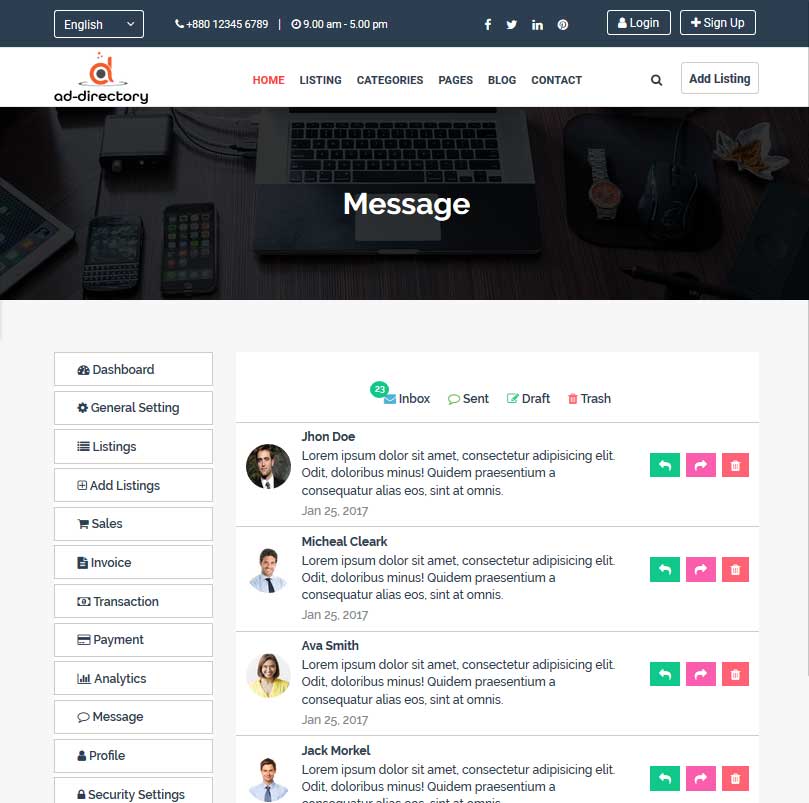 English
+880 12345 6789 | 9.00 am - 5.00 pm
Login
Sign Up
ad-directory
HOME LISTING CATEGORIES PAGES BLOG CONTACT
Add Listing
Message
Dashboard
General Setting
Listings
Add Listings
Sales
Invoice
Transaction
Payment
Analytics
Message
Profile
Security Settings
23
Inbox Sent Draft Trash
Jhon Doe
Lorem ipsum dolor sit amet, consectetur adipisicing elit.
Odit, doloribus minus! Quidem praesentium a
consequatur alias eos, sint at omnis.
Jan 25, 2017
Micheal Cleark
Lorem ipsum dolor sit amet, consectetur adipisicing elit.
Odit, doloribus minus! Quidem praesentium a
consequatur alias eos, sint at omnis.
Jan 25, 2017
Ava Smith
Lorem ipsum dolor sit amet, consectetur adipisicing elit.
Odit, doloribus minus! Quidem praesentium a
consequatur alias eos, sint at omnis.
Jan 25, 2017
Jack Morkel
Lorem ipsum dolor sit amet, consectetur adipisicing elit.
Odit, doloribus minus! Quidem praesentium a
consequatur alias eos, sint at omnis.